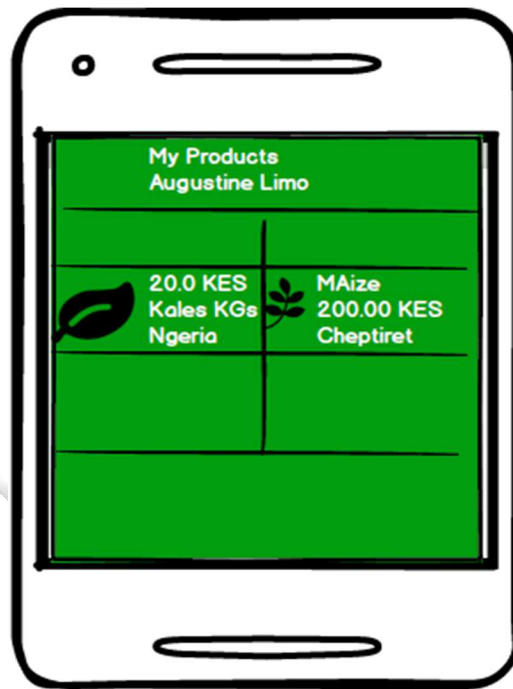 My Products
Augustine Limo
20.0 KES
Kales KGs
Ngeria
MAize
200.00 KES
Cheptiret